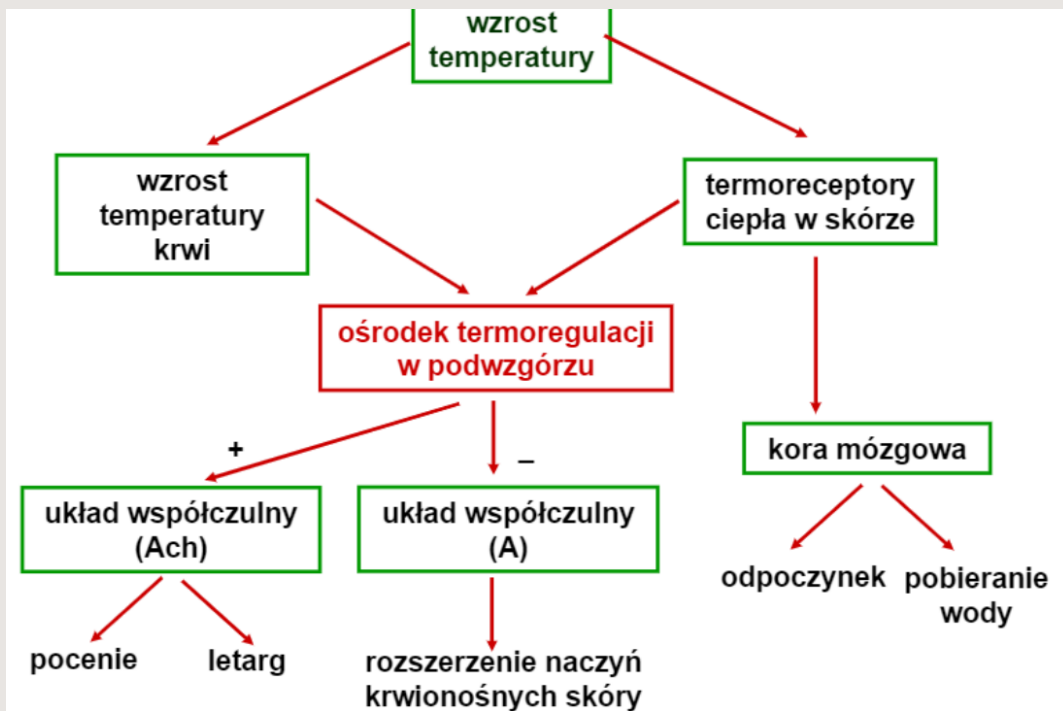 wzrost
temperatury
wzrost
temperatury
krwi
termoreceptory
ciepła w skórze
ośrodek termoregulacji
w podwzgórzu
+
–
kora mózgowa
układ współczulny
(Ach)
układ współczulny
(A)
odpoczynek
pobieranie
wody
pocenie
letarg
rozszerzenie naczyń
krwionośnych skóry